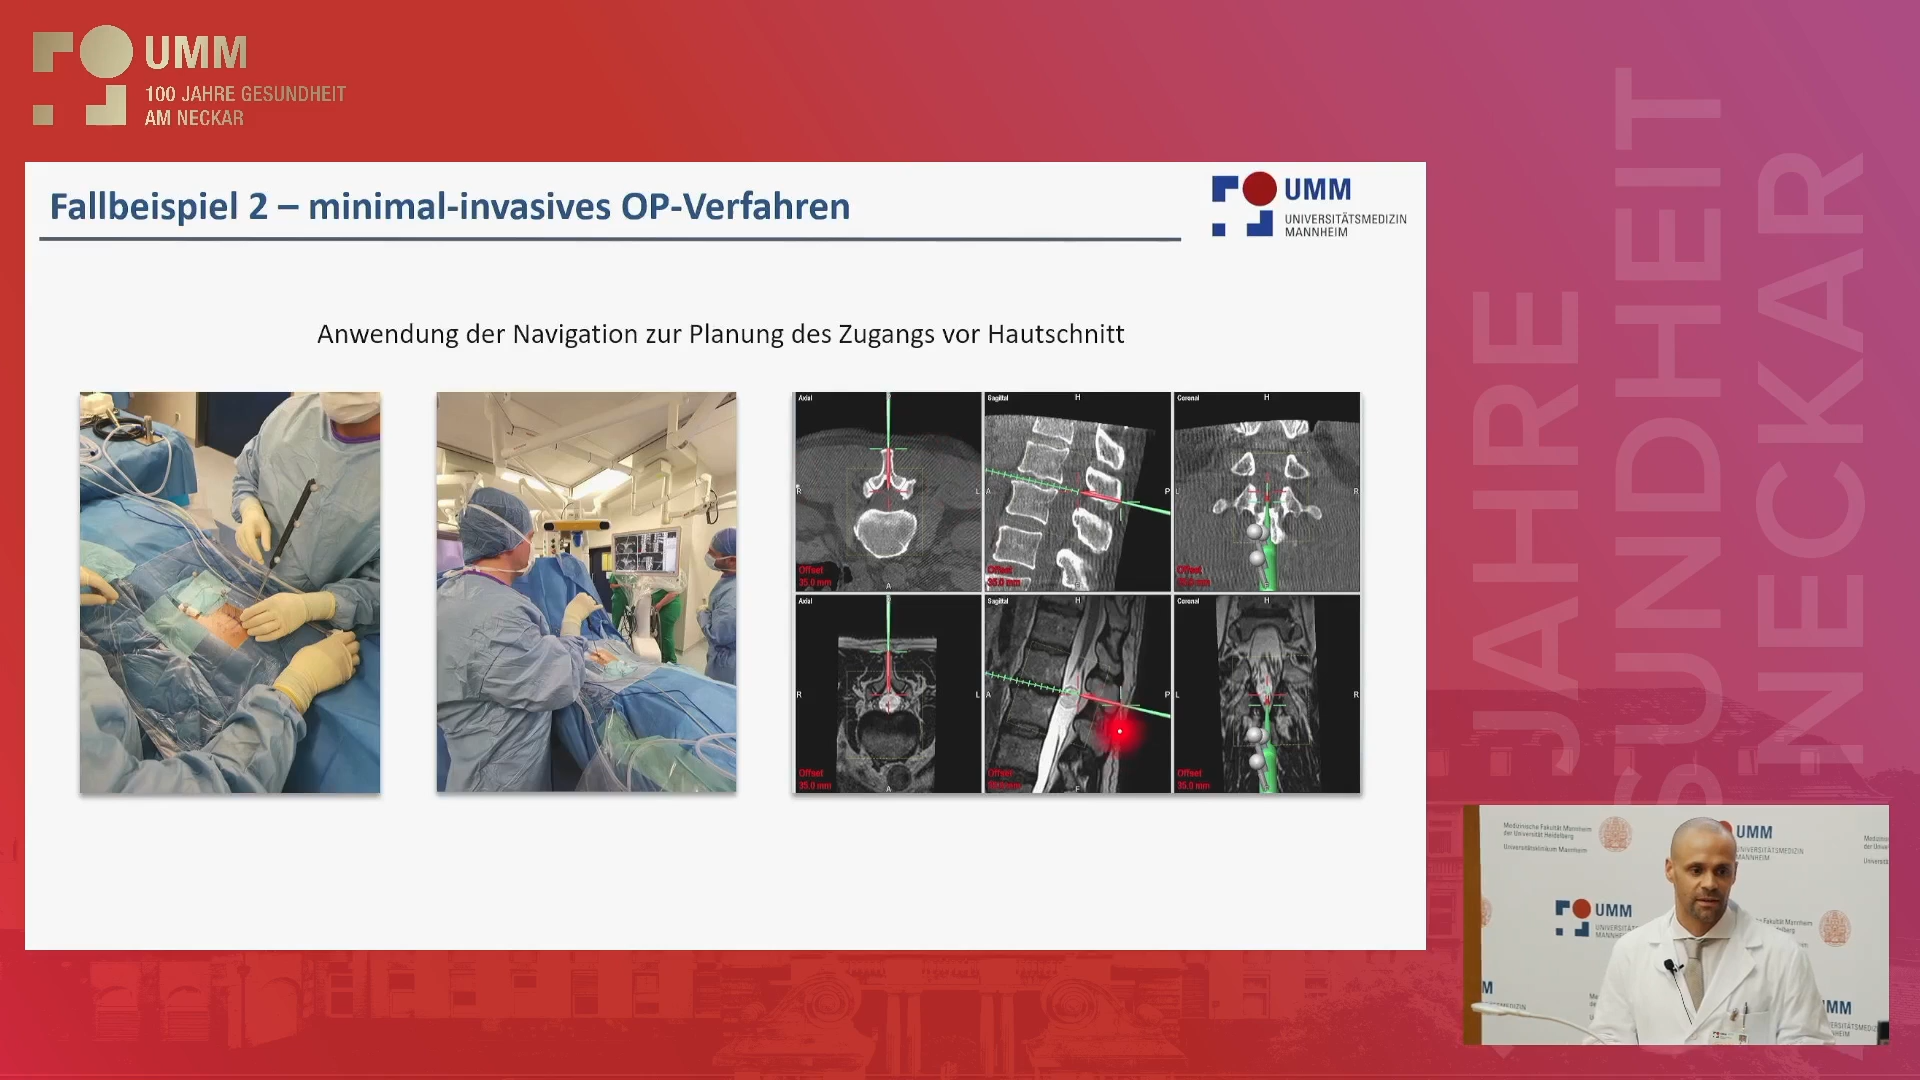 UMM
100 JAHRE GESUNDHEIT
AM NECKAR
Fallbeispiel 2 – minimal-invasives OP-Verfahren
UMM
UNIVERSITÄTSMEDIZIN
MANNHEIM
Anwendung der Navigation zur Planung des Zugangs vor Hautschnitt
Axial
R
L
A
Offset
35.0 mm
Sagittal
H
A
P
Offset
35.0 mm
Coronal
H
L
R
F
Offset
Axial
R
L
A
Offset
35.0 mm
Sagittal
H
A
P
F
Offset
Coronal
H
L
R
F
Offset
35.0 mm
JAHRE
SUNDHEIT
NECKAR
Medizinische Fakultät Mannheim
der Universität Heidelberg
Universitätsklinikum Mannheim
UMM
UNIVERSITÄTSMEDIZIN
MANNHEIM
UMM
Fakultät Mannheim